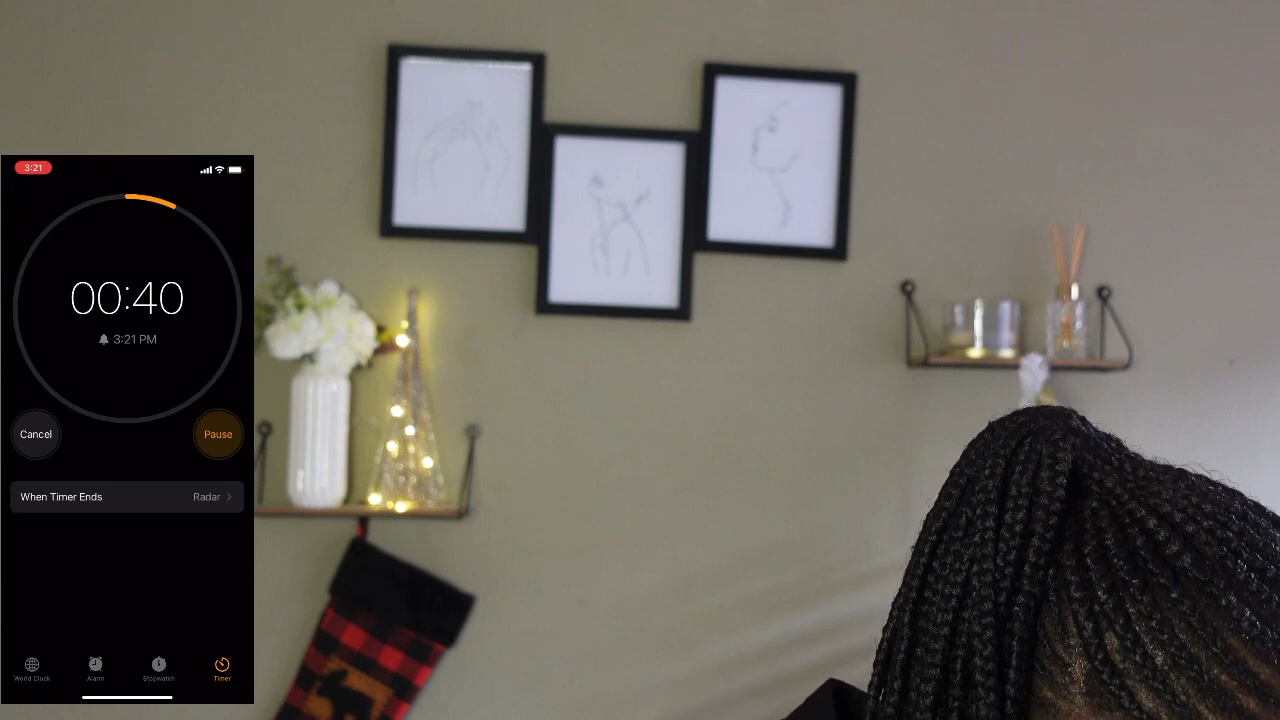 3:21
00:40
3:21 PM
Cancel
Pause
When Timer Ends
Radar
World Clock
Alarm
Stopwatch
Timer